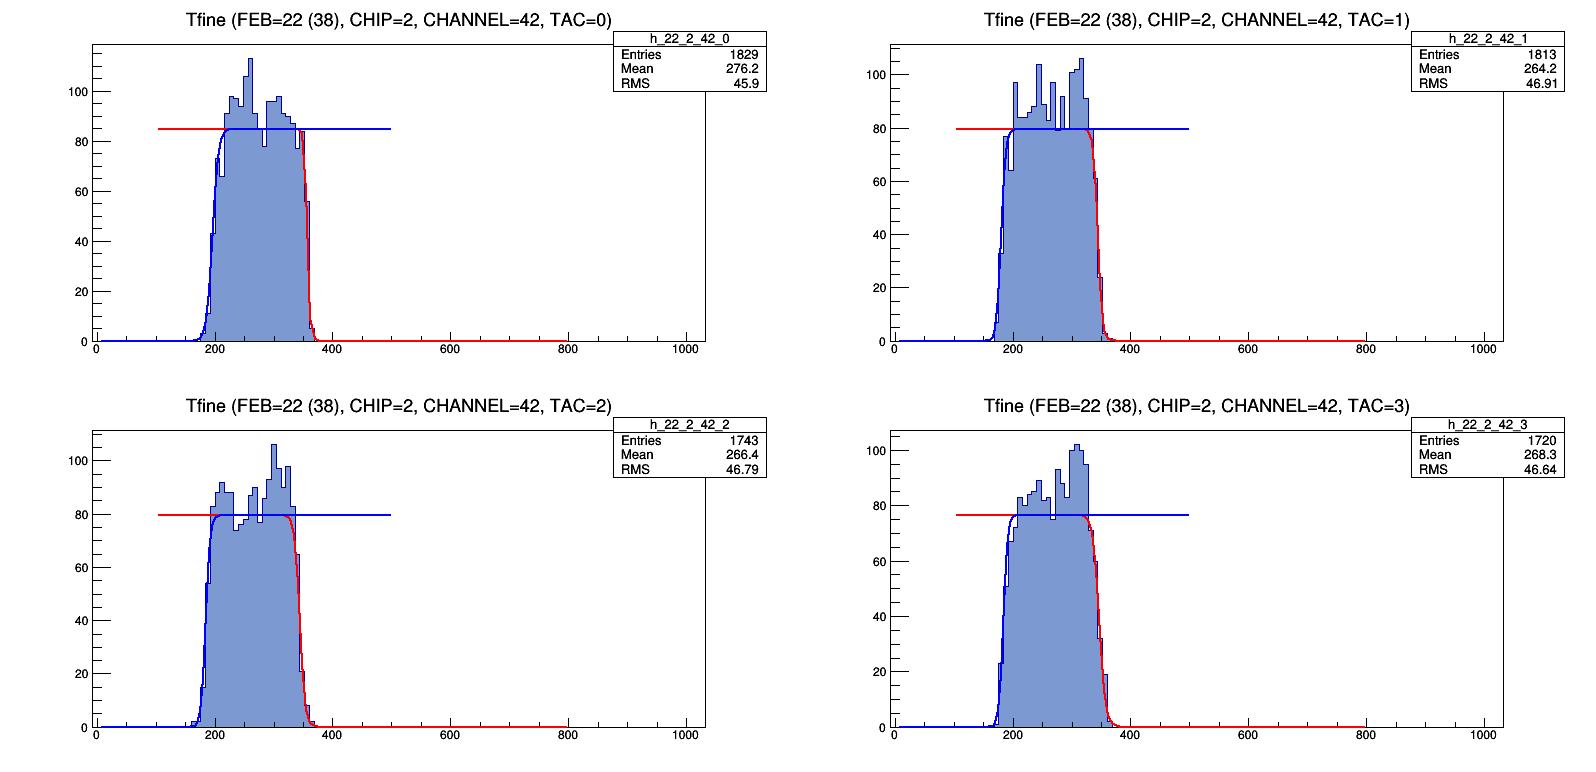 Tfine (FEB=22 (38), CHIP=2, CHANNEL=42, TAC=0)
h_22_2_42_0
Entries 1829
Mean 276.2
RMS 45.9
100
80
60
40
20
0
0 200 400 600 800 1000
Tfine (FEB=22 (38), CHIP=2, CHANNEL=42, TAC=1)
h_22_2_42_1
Entries 1813
Mean 264.2
RMS 46.91
100
80
60
40
20
0
0 200 400 600 800 1000
Tfine (FEB=22 (38), CHIP=2, CHANNEL=42, TAC=2)
h_22_2_42_2
Entries 1743
Mean 266.4
RMS 46.79
100
80
60
40
20
0
0 200 400 600 800 1000
Tfine (FEB=22 (38), CHIP=2, CHANNEL=42, TAC=3)
h_22_2_42_3
Entries 1720
Mean 268.3
RMS 46.64
100
80
60
40
20
0
0 200 400 600 800 1000